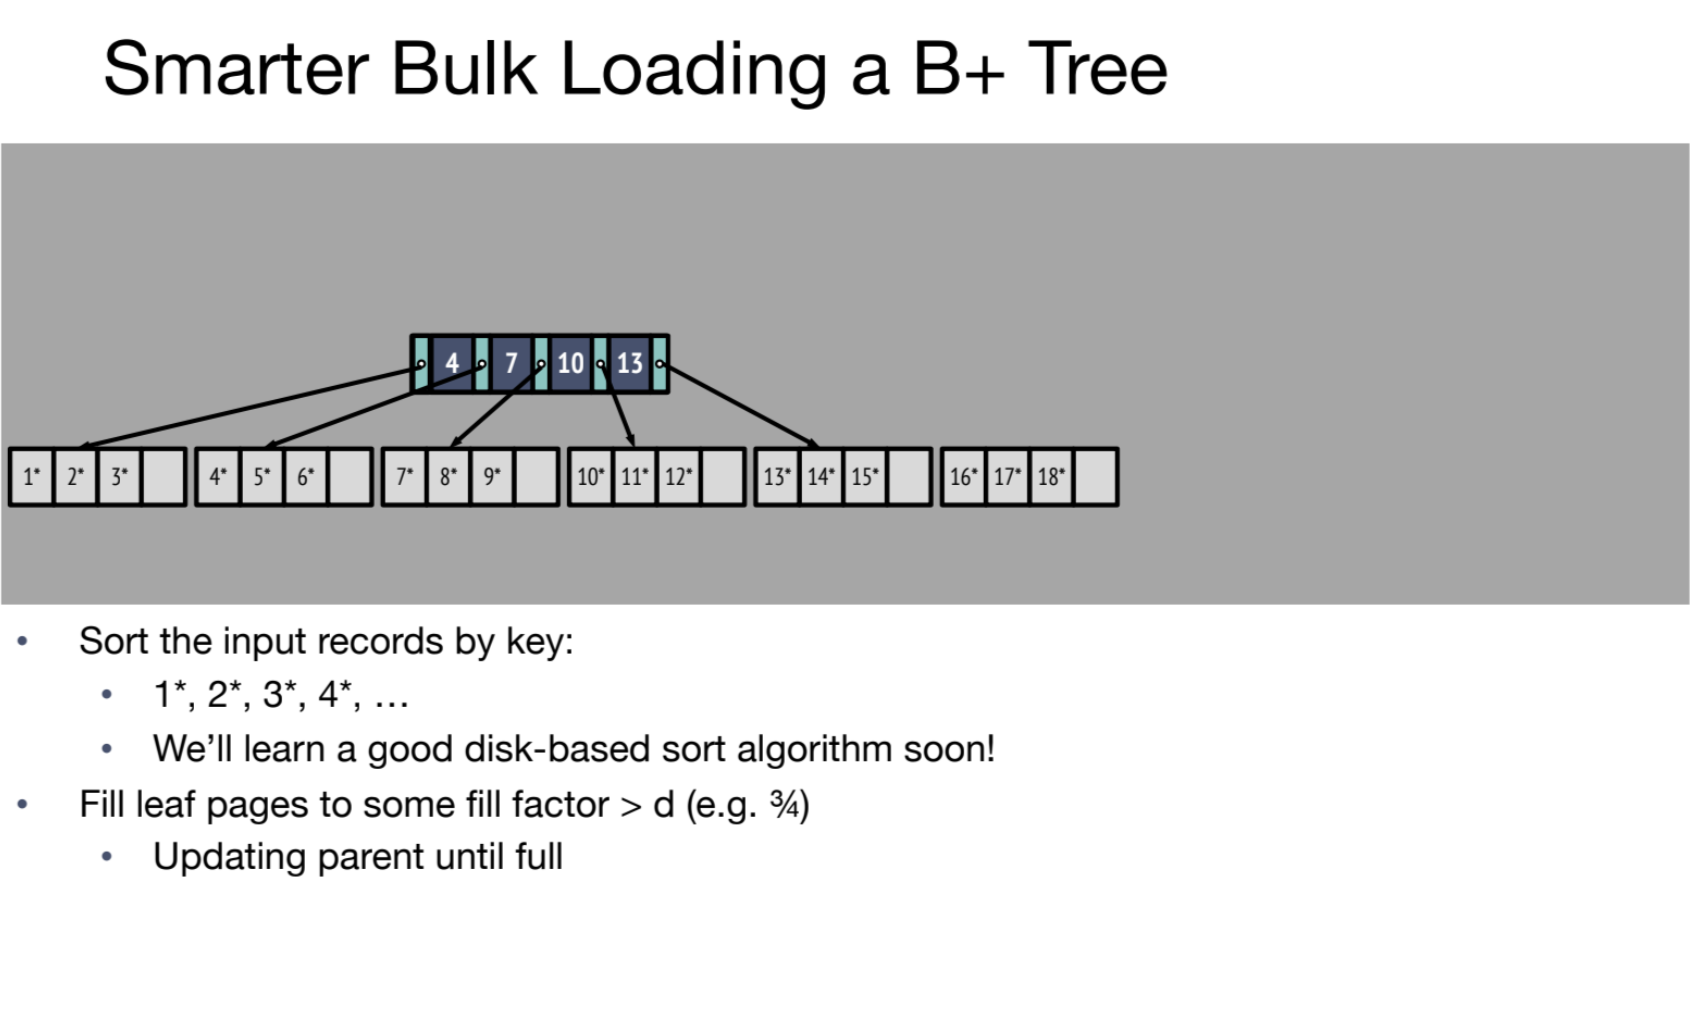 Smarter Bulk Loading a B+ Tree
4 7 10 13
1* 2* 3* 4* 5* 6* 7* 8* 9* 10* 11* 12* 13* 14* 15* 16* 17* 18*
• Sort the input records by key:
• 1*, 2*, 3*, 4*, …
• We’ll learn a good disk-based sort algorithm soon!
• Fill leaf pages to some fill factor > d (e.g. ¾)
• Updating parent until full